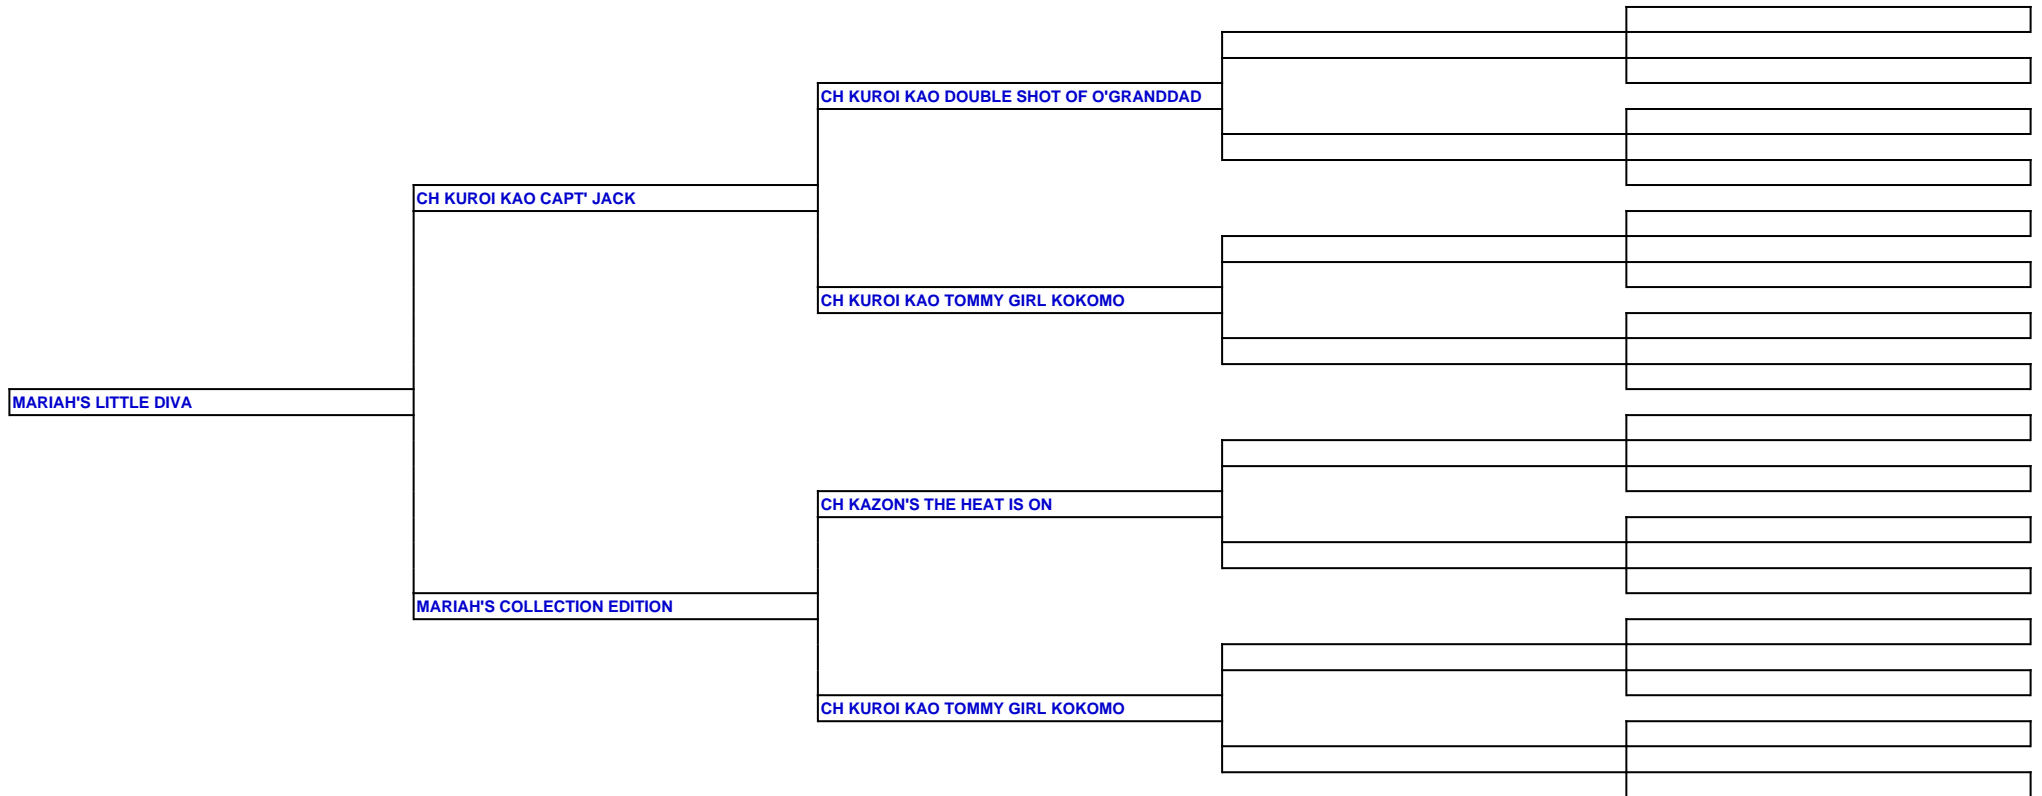 CH KUROI KAO DOUBLE SHOT OF O'GRANDDAD
CH KUROI KAO CAPT' JACK
CH KUROI KAO TOMMY GIRL KOKOMO
MARIAH'S LITTLE DIVA
CH KAZON'S THE HEAT IS ON
MARIAH'S COLLECTION EDITION
CH KUROI KAO TOMMY GIRL KOKOMO